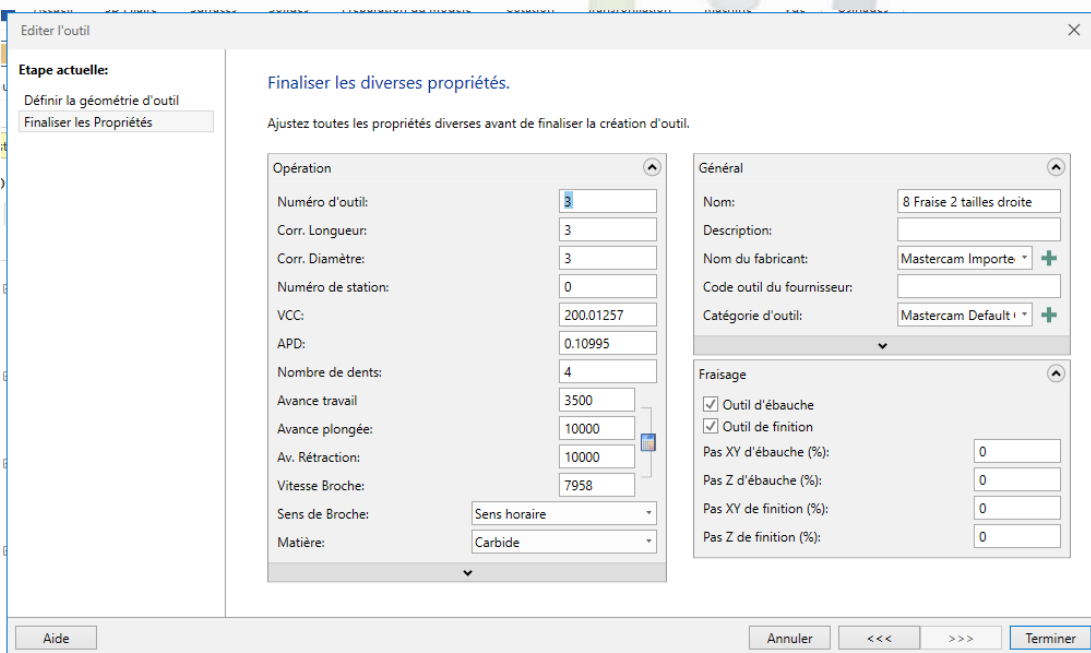 Editer l'outil
Etape actuelle:
Définir la géométrie d'outil
Finaliser les Propriétés
Finaliser les diverses propriétés.
Ajustez toutes les propriétés diverses avant de finaliser la création d'outil.
Opération
Numéro d'outil: 3
Corr. Longueur: 3
Corr. Diamètre: 3
Numéro de station: 0
VCC: 200.01257
APD: 0.10995
Nombre de dents: 4
Avance travail 3500
Avance plongée: 10000
Av. Rétraction: 10000
Vitesse Broche: 7958
Sens de Broche: Sens horaire
Matière: Carbide
Général
Nom: 8 Fraise 2 tailles droite
Description:
Nom du fabricant: Mastercam Importe
Code outil du fournisseur:
Catégorie d'outil: Mastercam Default
Fraisage
Outil d'ébauche
Outil de finition
Pas XY d'ébauche (%): 0
Pas Z d'ébauche (%): 0
Pas XY de finition (%): 0
Pas Z de finition (%): 0
Aide
Annuler
<<<
>>>
Terminer